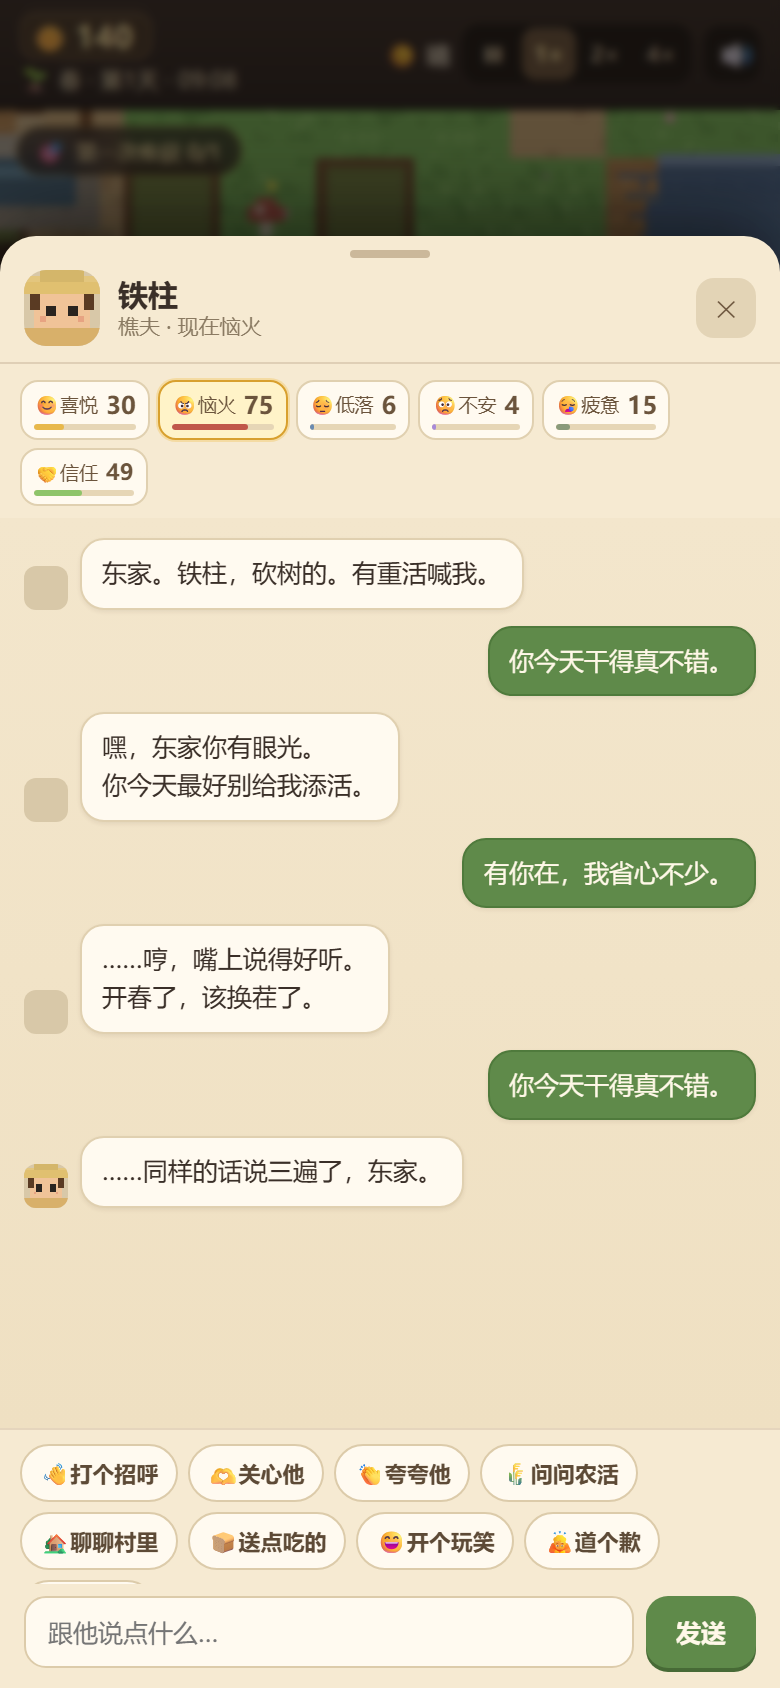 140
铁柱
樵夫 · 现在恼火
喜悦 30
恼火 75
低落 6
不安 4
疲惫 15
信任 49
东家。铁柱，砍树的。有重活喊我。
你今天干得真不错。
嘿，东家你有眼光。
你今天最好别给我添活。
有你在，我省心不少。
……哼，嘴上说得好听。
开春了，该换茬了。
你今天干得真不错。
……同样的话说三遍了，东家。
打个招呼
关心他
夸夸他
问问农活
聊聊村里
送点吃的
开个玩笑
道个歉
跟他说点什么…
发送